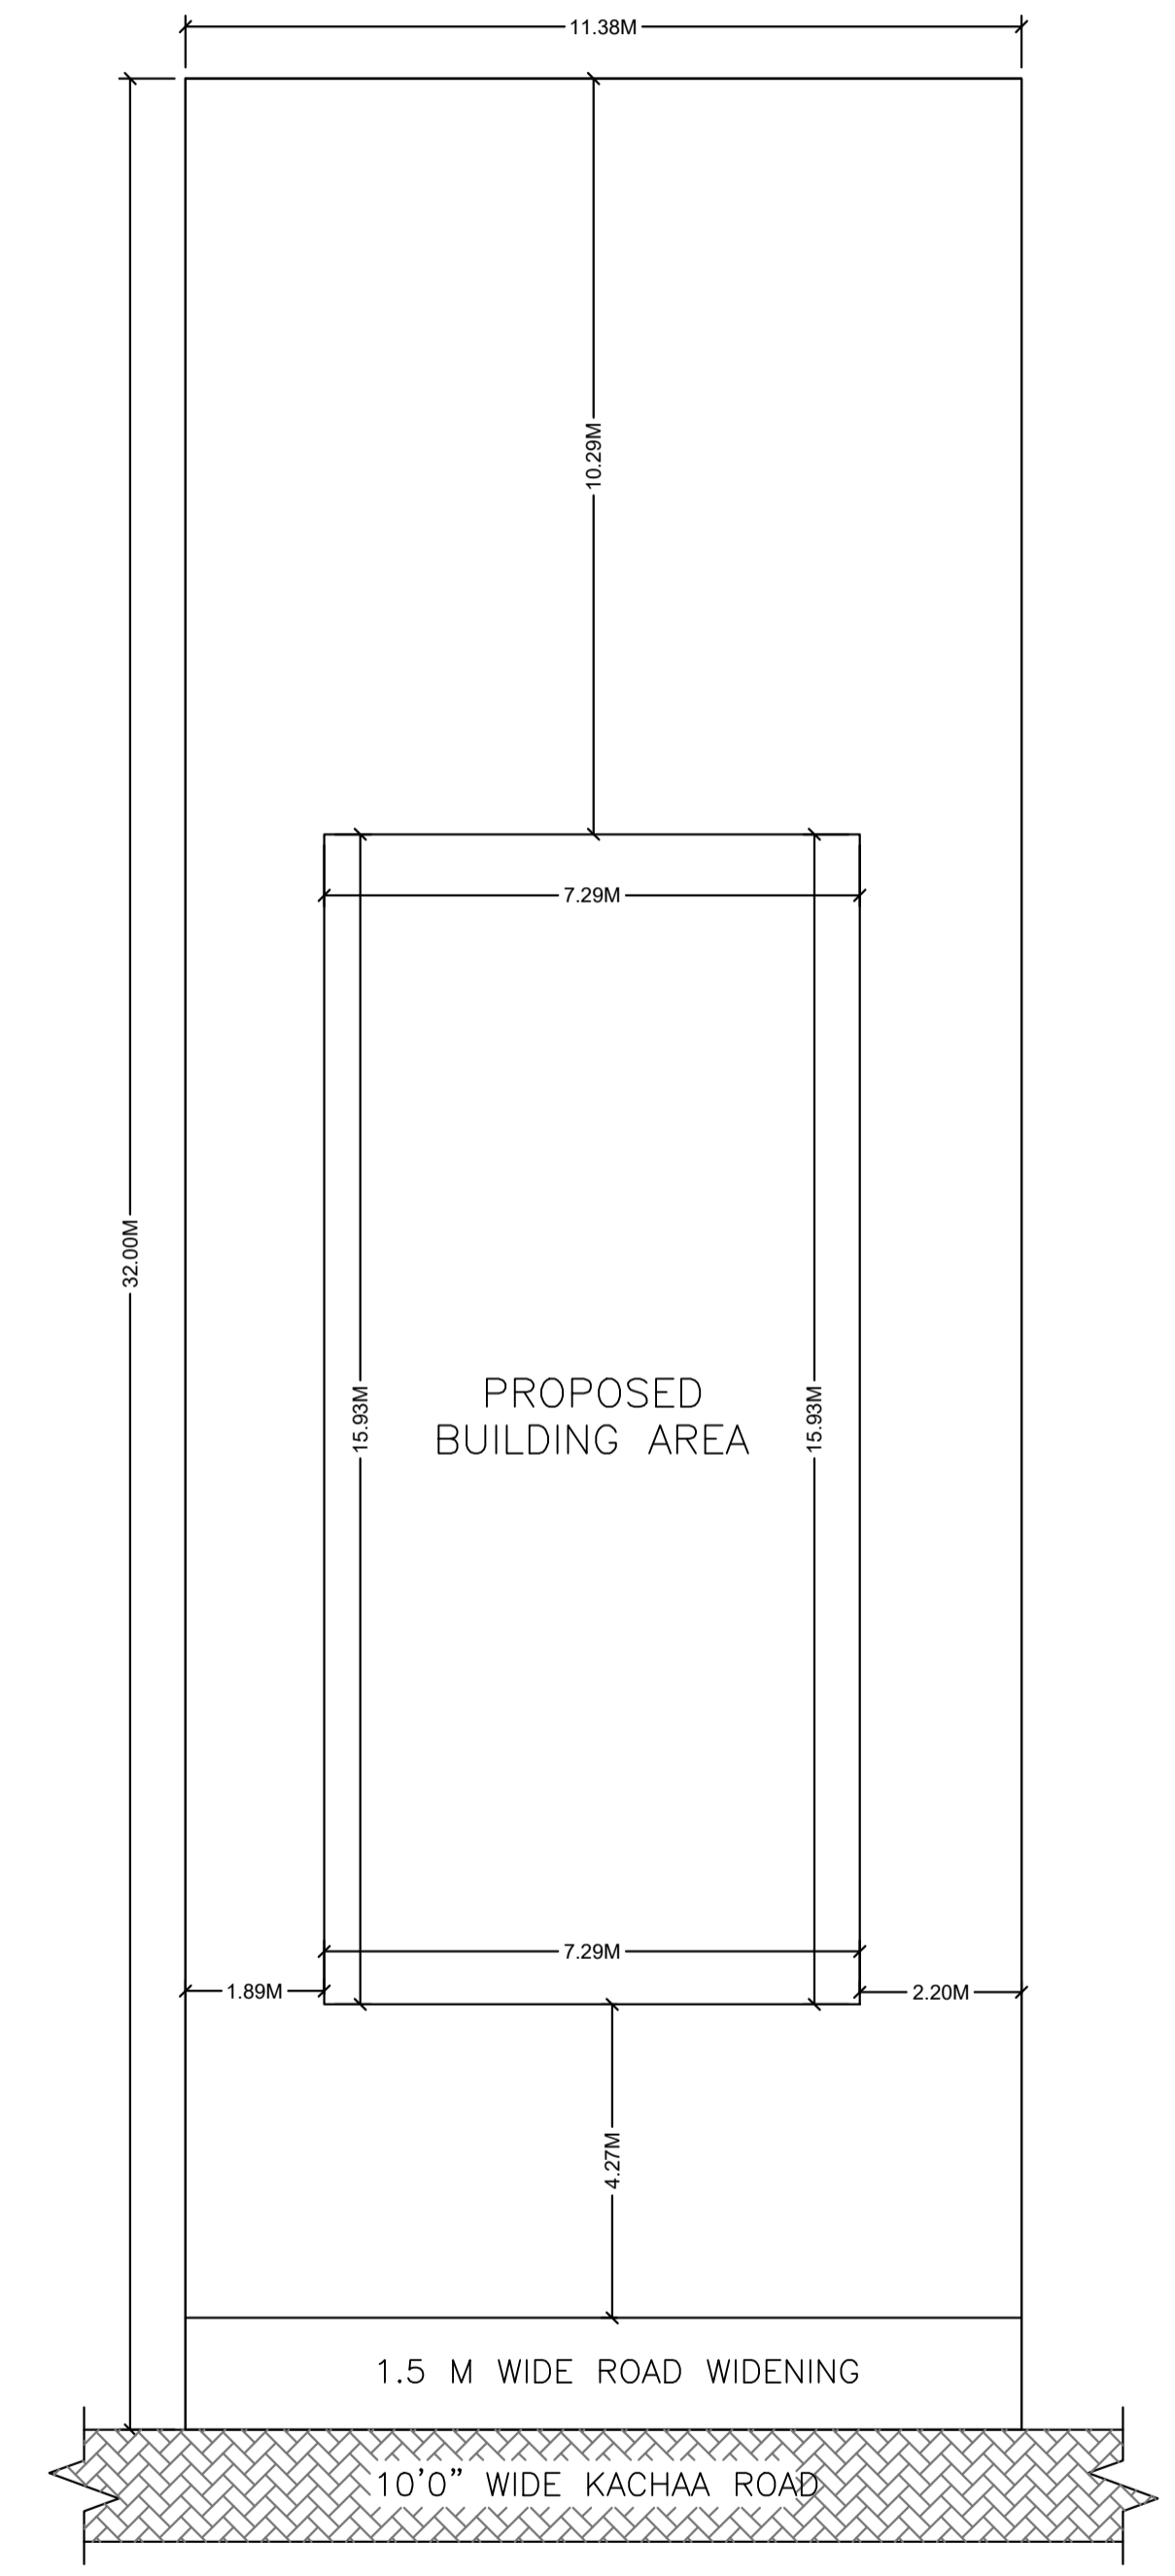 11.38M
10.29M
7.29M
32.00M
15.93M
PROPOSED
BUILDING AREA
15.93M
7.29M
1.89M
2.20M
4.27M
1.5 M WIDE ROAD WIDENING
10'0" WIDE KACHAA ROAD